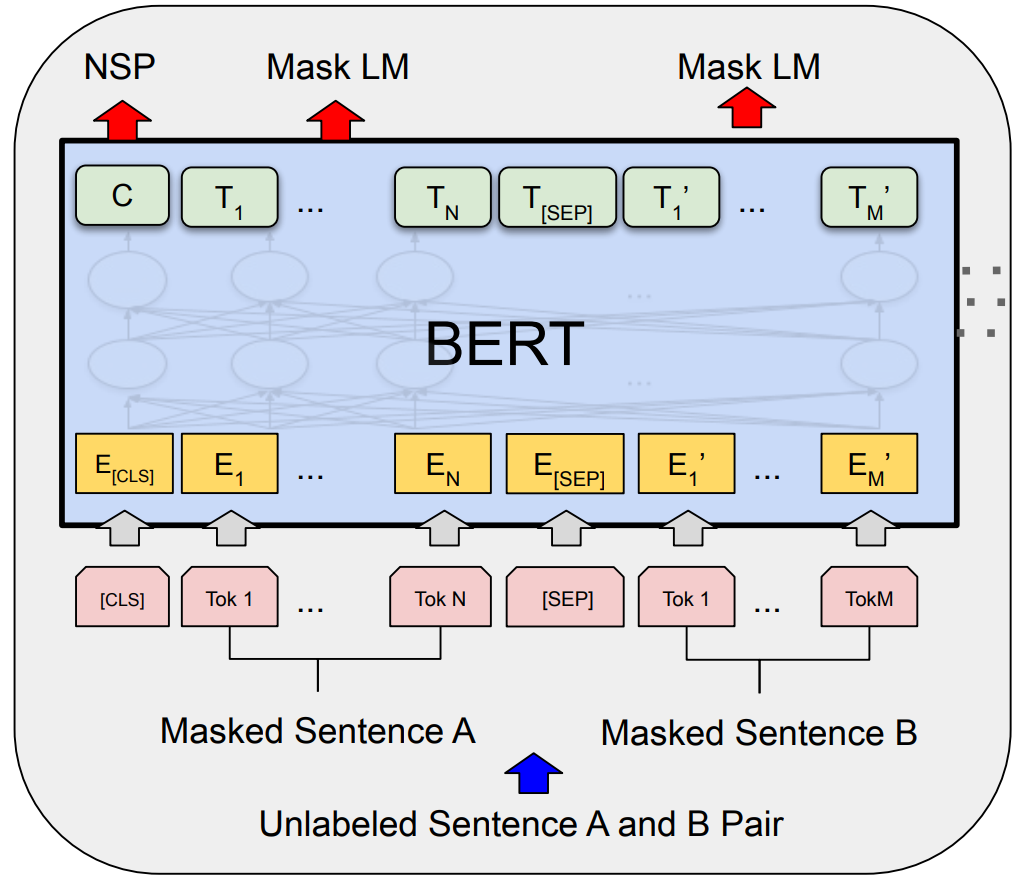 NSP Mask LM Mask LM
C T1 ... TN T[SEP] T1’ ... TM’
...
BERT
...
E[CLS] E1 ... EN E[SEP] E1’ ... EM’
[CLS] Tok 1 ... Tok N [SEP] Tok 1 ... TokM
Masked Sentence A Masked Sentence B
Unlabeled Sentence A and B Pair